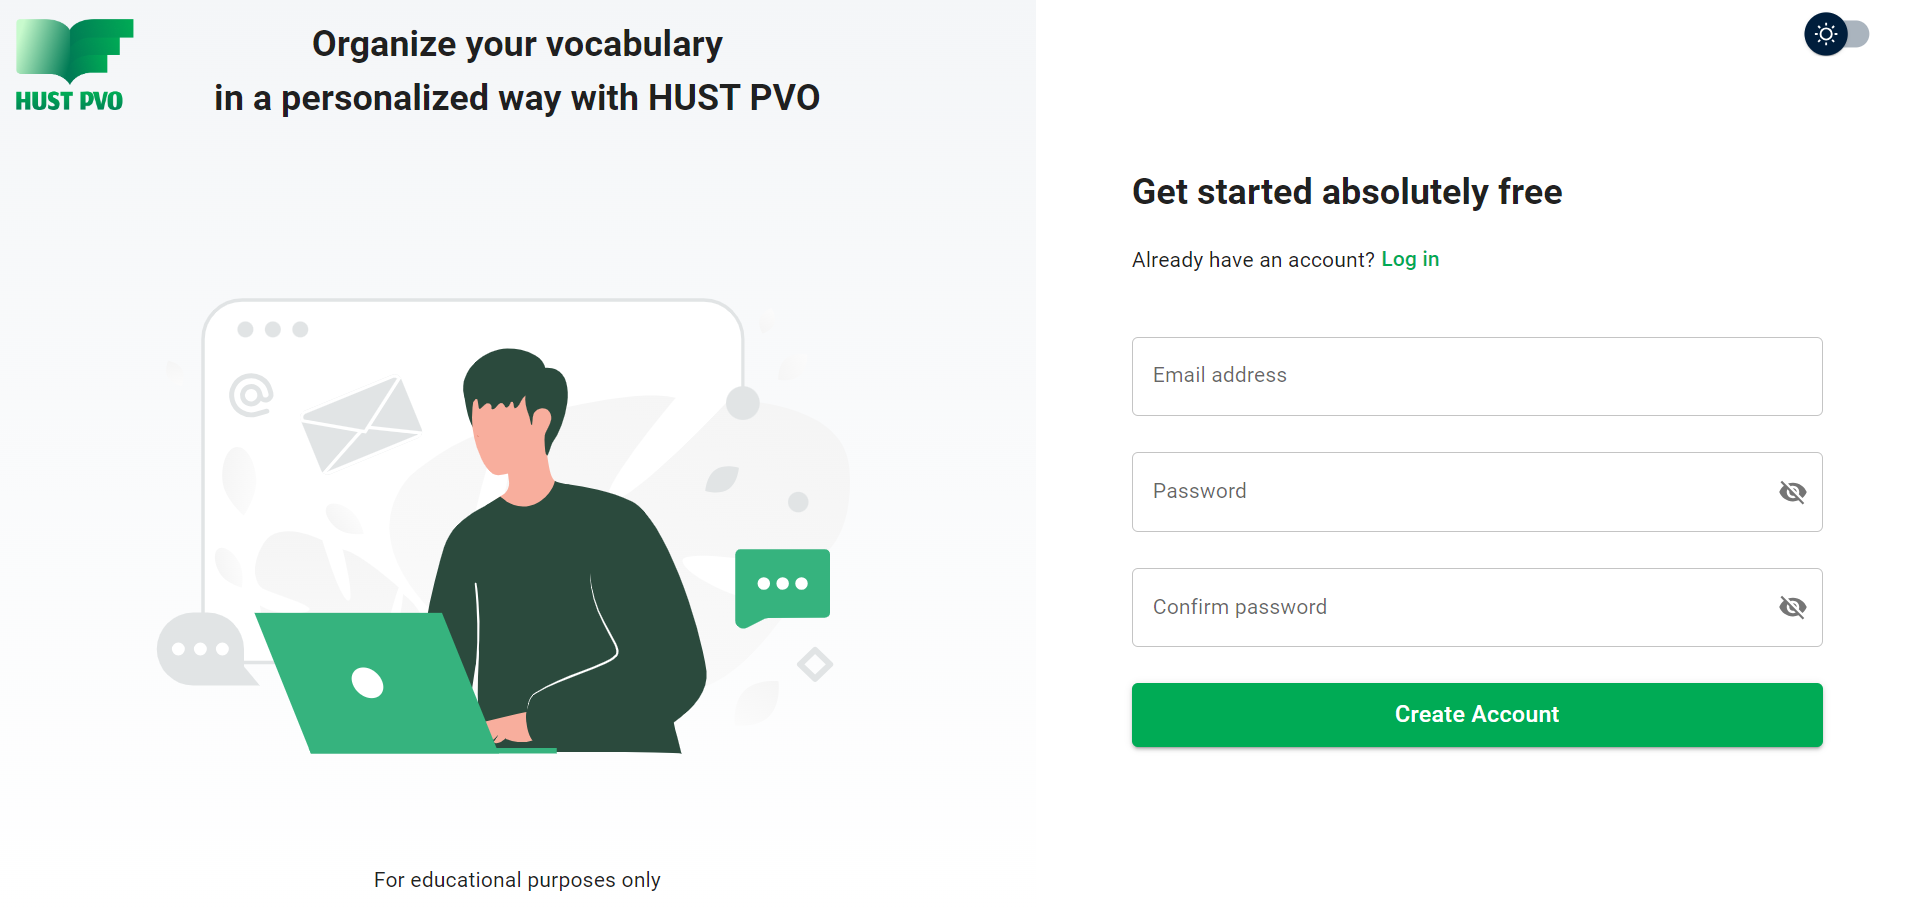 HUST PVO
Organize your vocabulary
in a personalized way with HUST PVO
For educational purposes only
Get started absolutely free
Already have an account? Log in
Email address
Password
Confirm password
Create Account